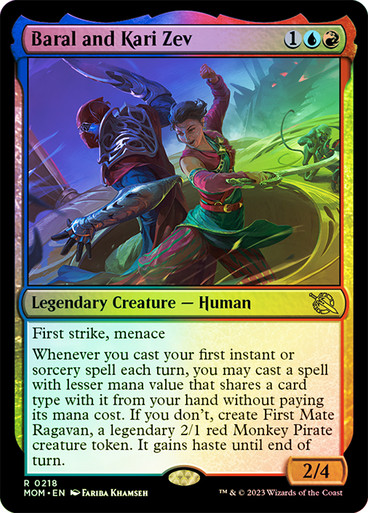 Baral and Kari Zev 1
Legendary Creature — Human
First strike, menace
Whenever you cast your first instant or
sorcery spell each turn, you may cast a spell
with lesser mana value that shares a card
type with it from your hand without paying
its mana cost. If you don't, create First Mate
Ragavan, a legendary 2/1 red Monkey Pirate
creature token. It gains haste until end of
turn.
2/4
R 0218
MOM • EN Fariba Khamseh ™ & © 2023 Wizards of the Coast